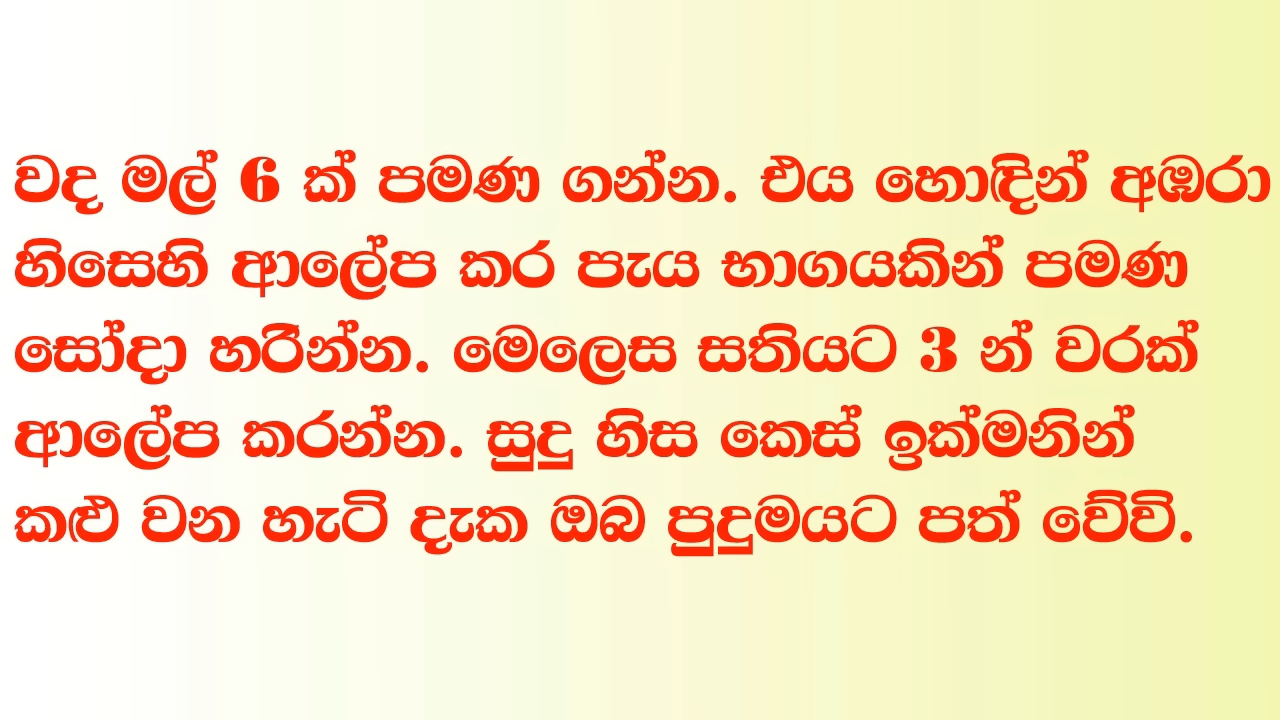 වද මල් 6 ක් පමණ ගන්න. එය හොඳින් අඹරා
හිසෙහි ආලේප කර පැය භාගයකින් පමණ
සෝදා හරින්න. මෙලෙස සතියට 3 න් වරක්
ආලේප කරන්න. සුදු හිස කෙස් ඉක්මනින්
කළු වන හැටි දැක ඔබ පුදුමයට පත් වේවි.